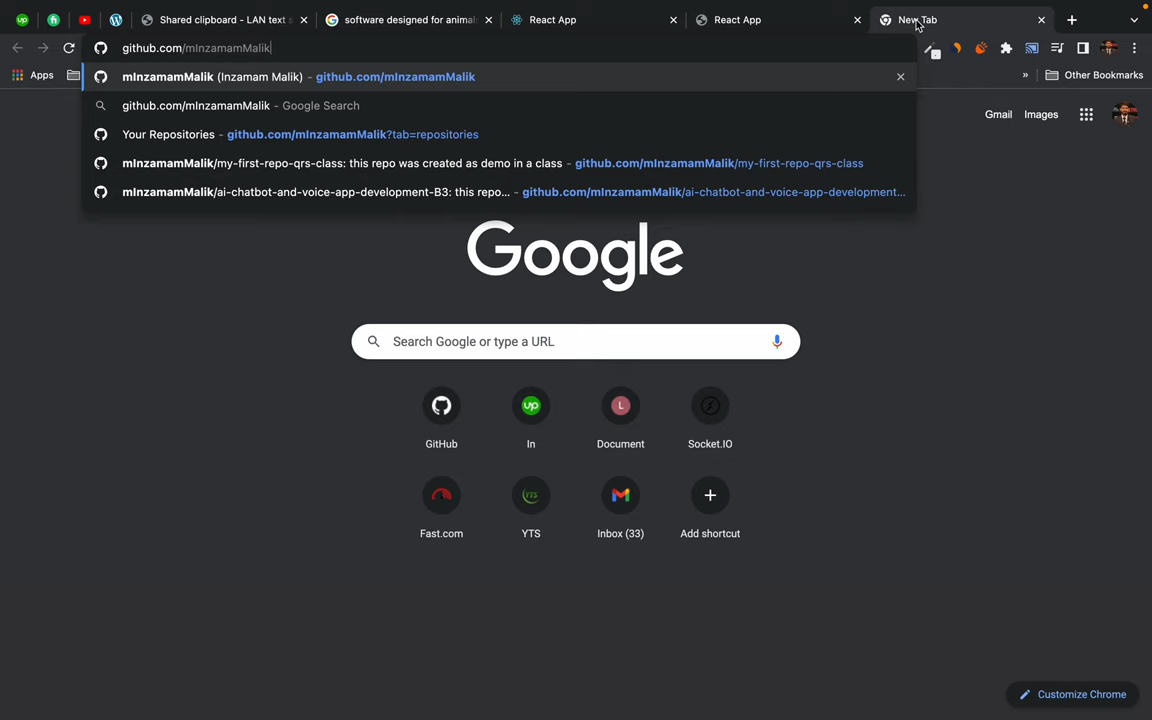 Shared clipboard - LAN text s
software designed for animals
React App
React App
New Tab
github.com/mInzamamMalik
Apps
mInzamamMalik (Inzamam Malik) - github.com/mInzamamMalik
github.com/mInzamamMalik - Google Search
Your Repositories - github.com/mInzamamMalik?tab=repositories
mInzamamMalik/my-first-repo-qrs-class: this repo was created as demo in a class - github.com/mInzamamMalik/my-first-repo-qrs-class
mInzamamMalik/ai-chatbot-and-voice-app-development-B3: this repo... - github.com/mInzamamMalik/ai-chatbot-and-voice-app-development...
» Other Bookmarks
Gmail Images
Google
Search Google or type a URL
up
L
GitHub In Document Socket.IO
YTS
Fast.com YTS Inbox (33) Add shortcut
Customize Chrome